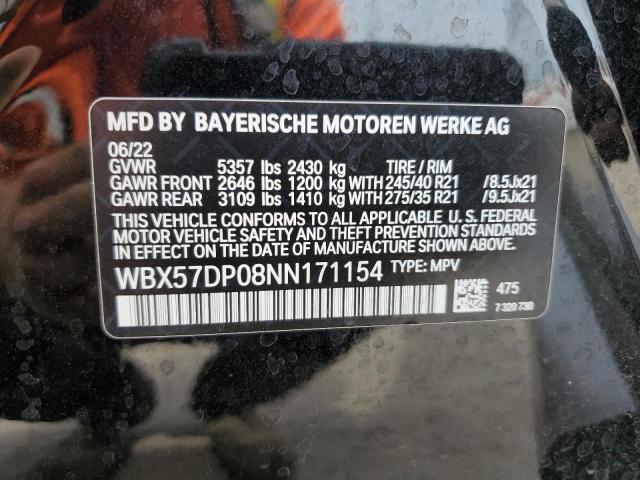 MFD BY BAYERISCHE MOTOREN WERKE AG
06/22
GVWR 5357 lbs 2430 kg TIRE / RIM
GAWR FRONT 2646 lbs 1200 kg WITH 245/40 R21 /8.5Jx21
GAWR REAR 3109 lbs 1410 kg WITH 275/35 R21 /9.5Jx21
THIS VEHICLE CONFORMS TO ALL APPLICABLE U. S. FEDERAL
MOTOR VEHICLE SAFETY AND THEFT PREVENTION STANDARDS
IN EFFECT ON THE DATE OF MANUFACTURE SHOWN ABOVE.
WBX57DP08NN171154 TYPE: MPV
475
7 320 730